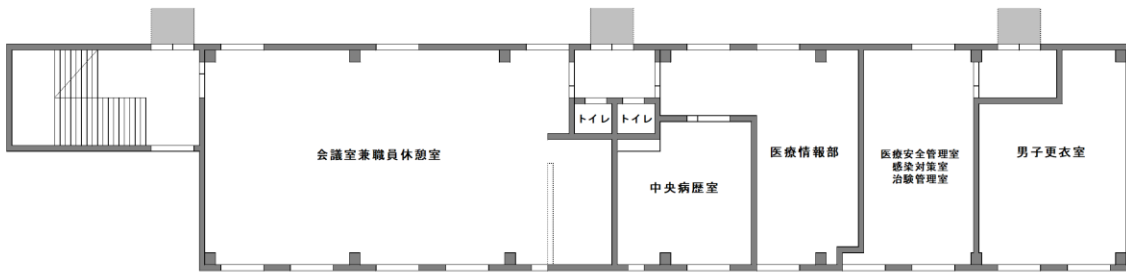 トイレ
トイレ
会議室兼職員休憩室
中央病歴室
医療情報部
医療安全管理室
感染対策室
治験管理室
男子更衣室